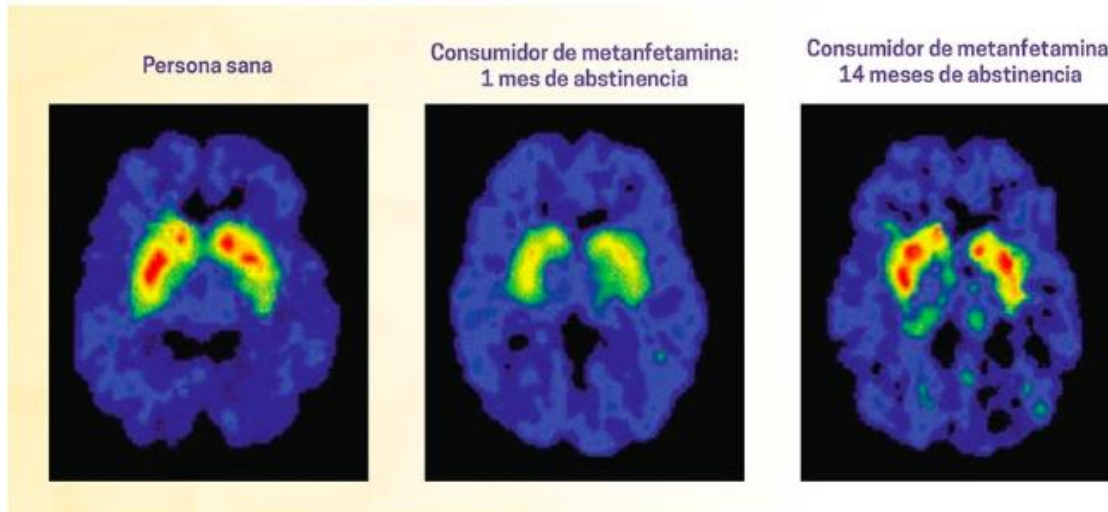 Persona sana
Consumidor de metanfetamina:
1 mes de abstinencia
Consumidor de metanfetamina
14 meses de abstinencia